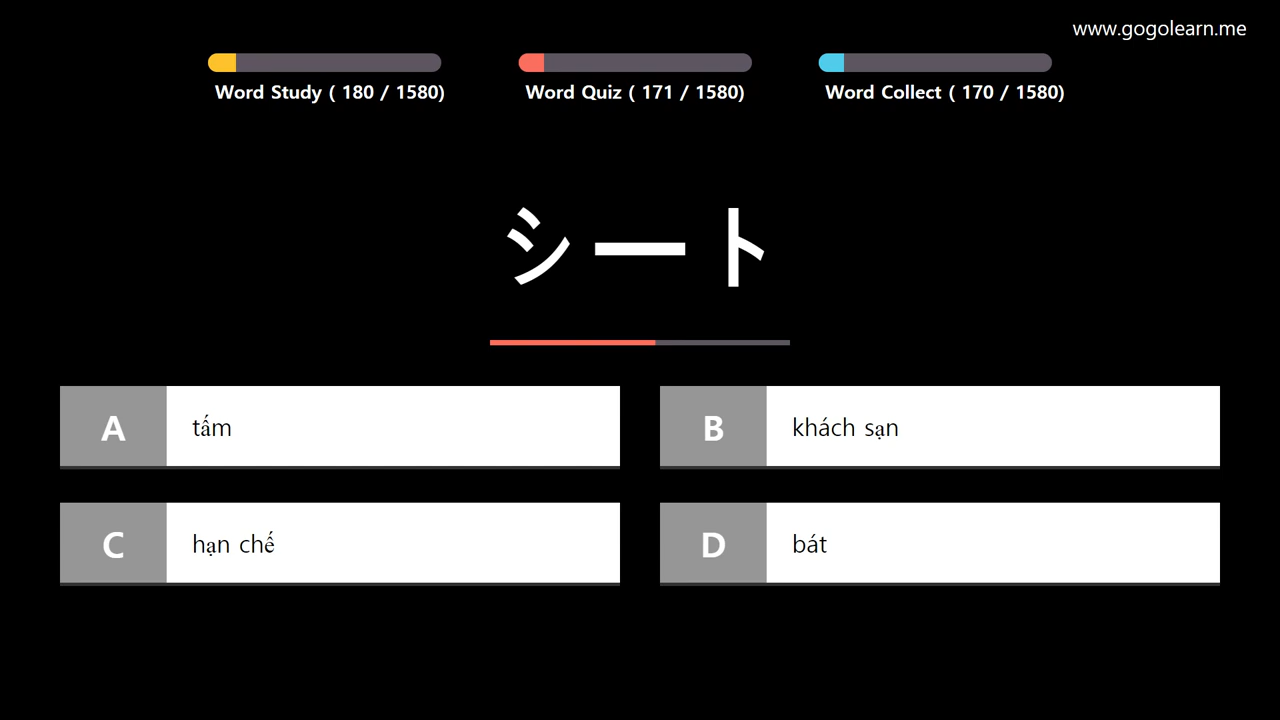 www.gogolearn.me
Word Study ( 180 / 1580)
Word Quiz ( 171 / 1580)
Word Collect ( 170 / 1580)
シート
A tấm
B khách sạn
C hạn chế
D bát